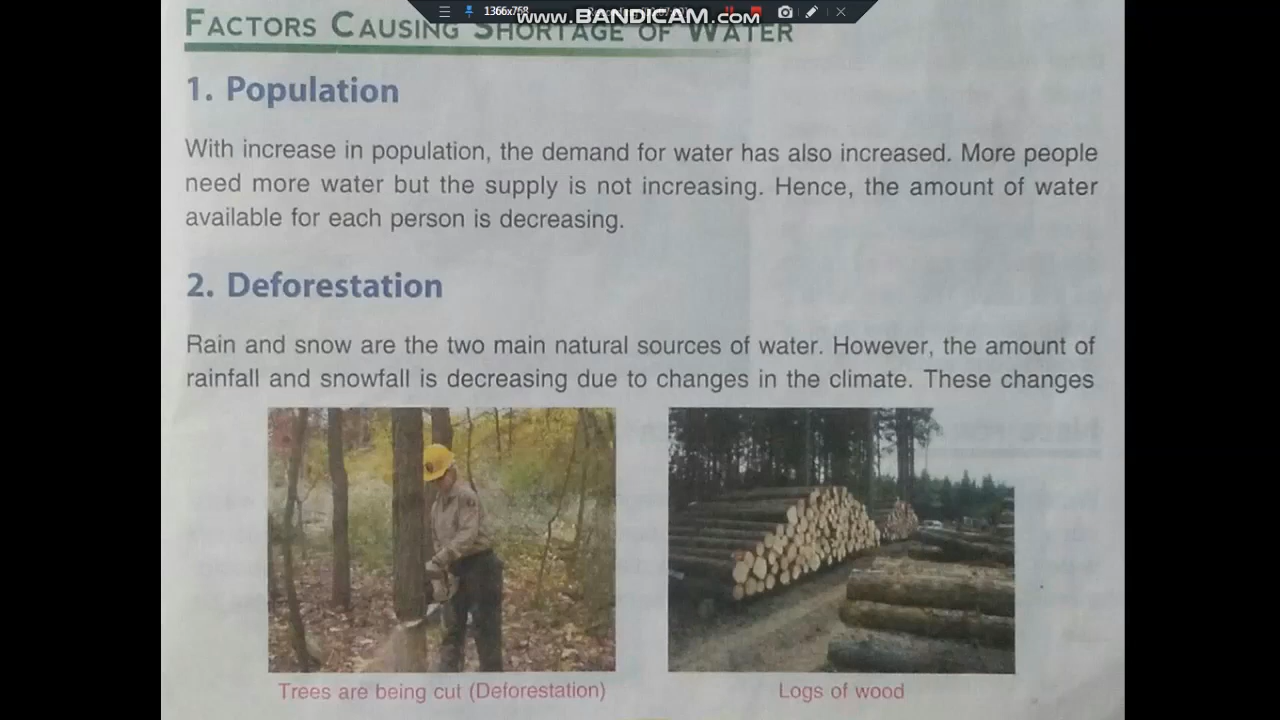 1366x768
www.BANDICAM.com
FACTORS CAUSING SHORTAGE OF WATER
1. Population
With increase in population, the demand for water has also increased. More people
need more water but the supply is not increasing. Hence, the amount of water
available for each person is decreasing.
2. Deforestation
Rain and snow are the two main natural sources of water. However, the amount of
rainfall and snowfall is decreasing due to changes in the climate. These changes
Trees are being cut (Deforestation)
Logs of wood